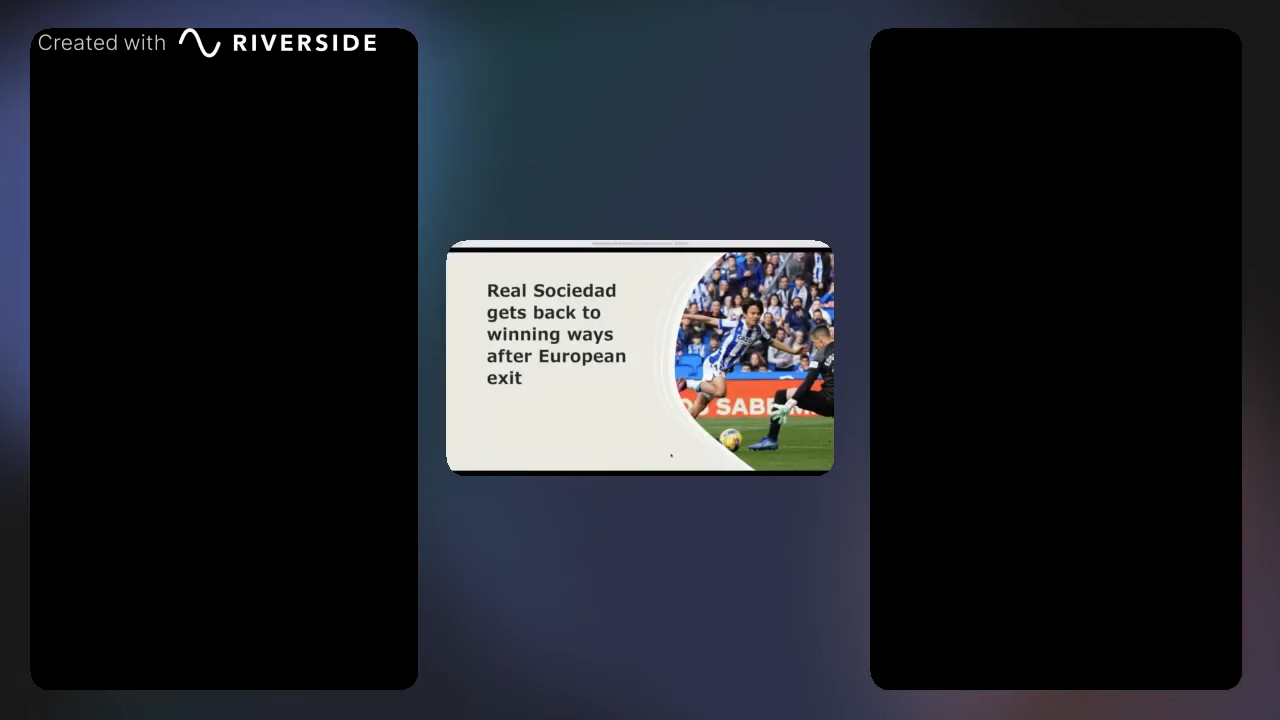 Created with RIVERSIDE
Real Sociedad
gets back to
winning ways
after European
exit